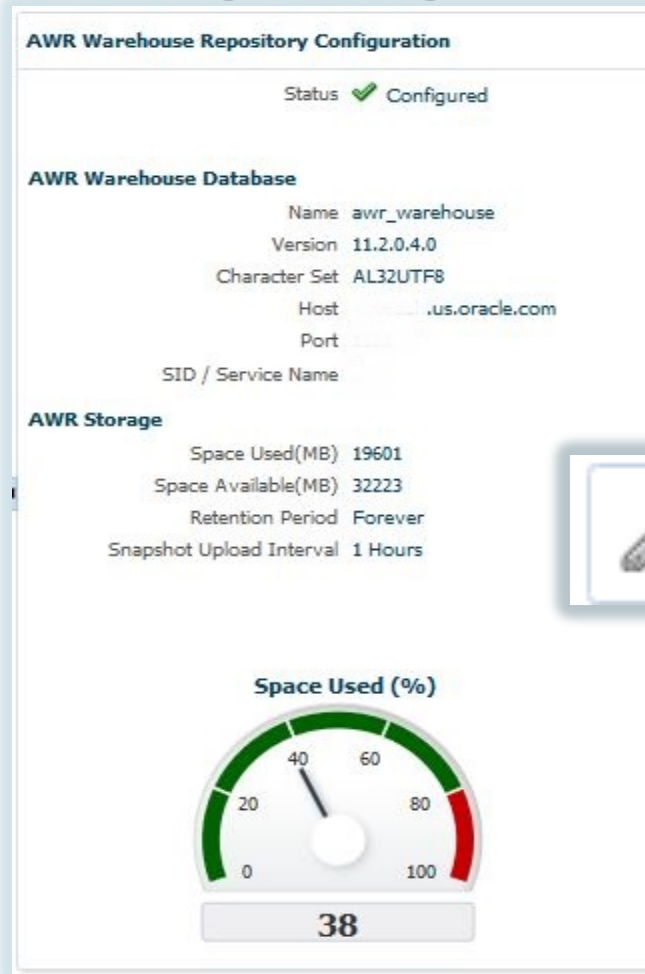 AWR Warehouse Repository Configuration
Status Configured
AWR Warehouse Database
Name awr_warehouse
Version 11.2.0.4.0
Character Set AL32UTF8
Host .us.oracle.com
Port
SID / Service Name
AWR Storage
Space Used(MB) 19601
Space Available(MB) 32223
Retention Period Forever
Snapshot Upload Interval 1 Hours
Space Used (%)
40 60
20 80
0 100
38